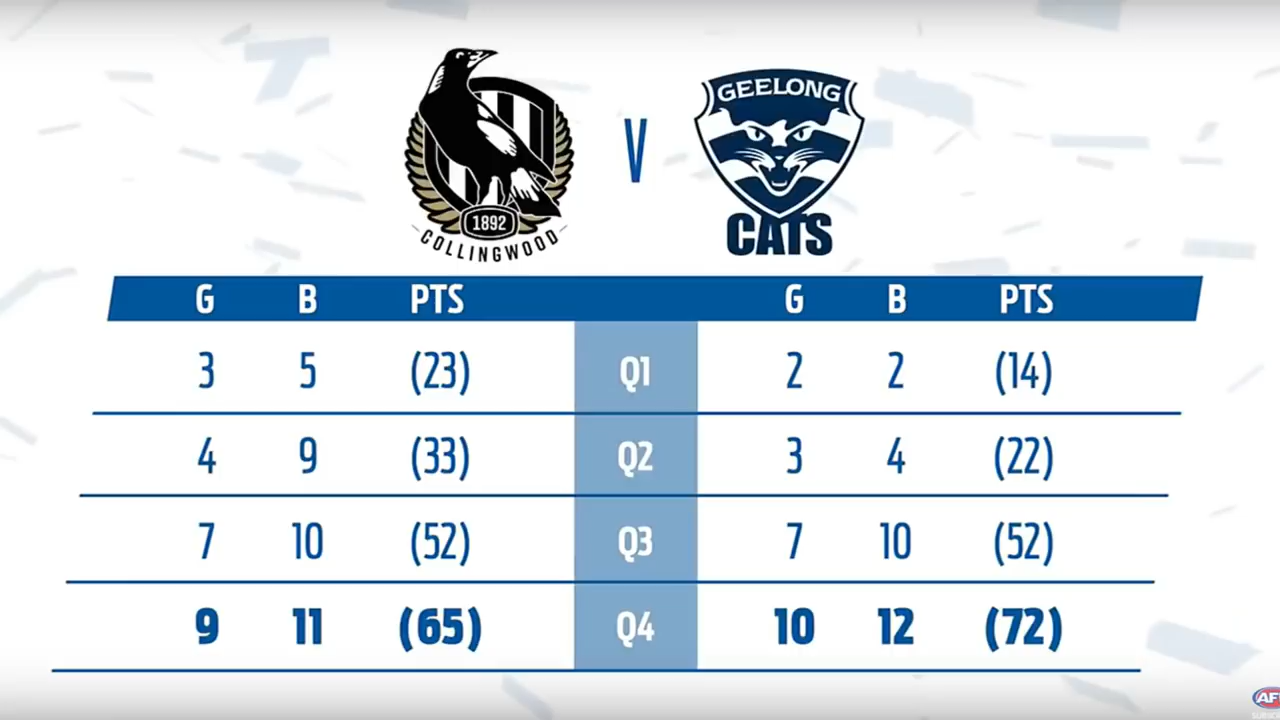 GEELONG
V
1892
COLLINGWOOD
CATS
G B PTS G B PTS
3 5 (23) Q1 2 2 (14)
4 9 (33) Q2 3 4 (22)
7 10 (52) Q3 7 10 (52)
9 11 (65) Q4 10 12 (72)